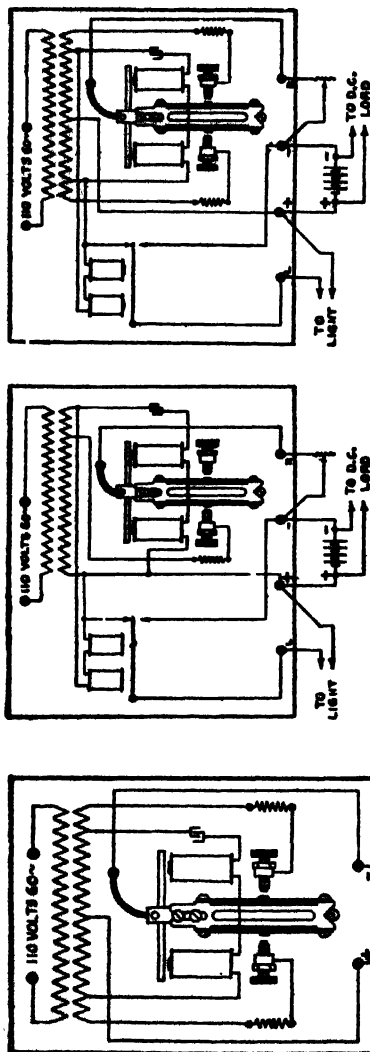 110 VOLTS 60~
- +
- +
TO D.C.
LOAD
TO
LIGHT
110 VOLTS 60~
- +
- +
TO D.C.
LOAD
TO
LIGHT
110 VOLTS 60~